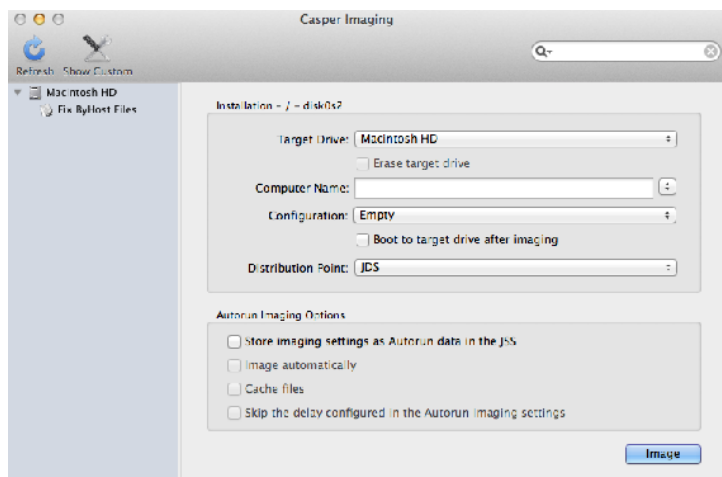 Casper Imaging
Refresh Show Custom
Macintosh HD
Fix ByHost Files
Installation - / - disk0s2
Target Drive: Macintosh HD
Erase target drive
Computer Name:
Configuration: Empty
Boot to target drive after imaging
Distribution Point: JDS
Autorun Imaging Options
Store imaging settings as Autorun data in the JSS
Image automatically
Cache files
Skip the delay configured in the Autorun Imaging settings
Image